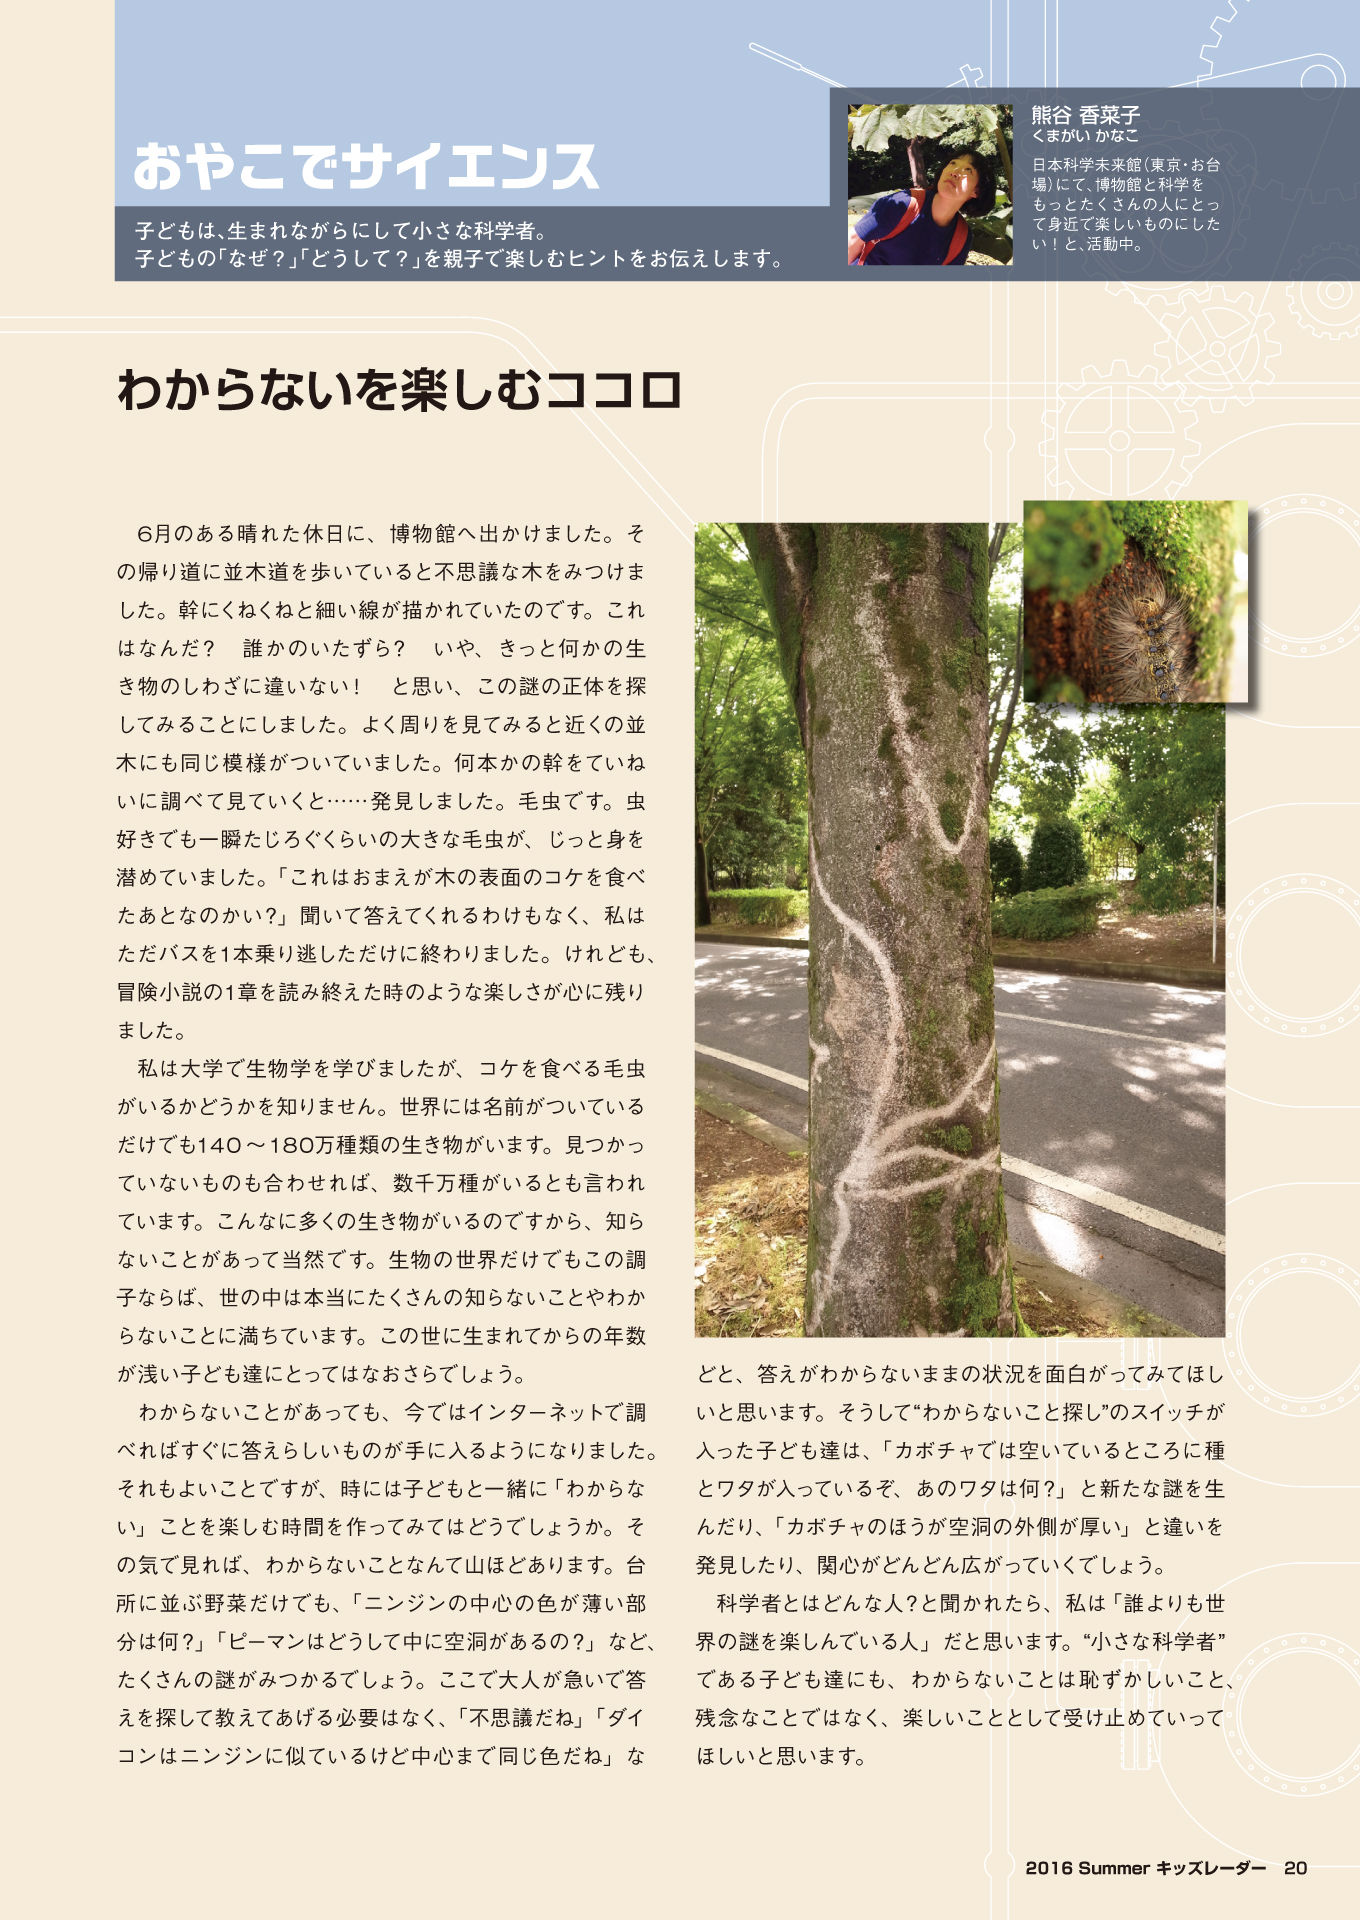 おやこでサイエンス
子どもは、生まれながらにして小さな科学者。
子どもの「なぜ？」「どうして？」を親子で楽しむヒントをお伝えします。
熊谷 香菜子
くまがい かなこ
日本科学未来館（東京・お台
場）にて、博物館と科学を
もっとたくさんの人にとっ
て身近で楽しいものにした
い！と、活動中。
わからないを楽しむココロ
6月のある晴れた休日に、博物館へ出かけました。そ
の帰り道に並木道を歩いていると不思議な木をみつけま
した。幹にくねくねと細い線が描かれていたのです。これ
はなんだ？　誰かのいたずら？　いや、きっと何かの生
き物のしわざに違いない！　と思い、この謎の正体を探
してみることにしました。よく周りを見てみると近くの並
木にも同じ模様がついていました。何本かの幹をていね
いに調べて見ていくと……発見しました。毛虫です。虫
好きでも一瞬たじろぐくらいの大きな毛虫が、じっと身を
潜めていました。「これはおまえが木の表面のコケを食べ
たあとなのかい？」聞いて答えてくれるわけもなく、私は
ただバスを1本乗り逃しただけに終わりました。けれども、
冒険小説の1章を読み終えた時のような楽しさが心に残り
ました。
私は大学で生物学を学びましたが、コケを食べる毛虫
がいるかどうかを知りません。世界には名前がついている
だけでも140～180万種類の生き物がいます。見つかっ
ていないものも合わせれば、数千万種がいるとも言われ
ています。こんなに多くの生き物がいるのですから、知ら
ないことがあって当然です。生物の世界だけでもこの調
子ならば、世の中は本当にたくさんの知らないことやわか
らないことに満ちています。この世に生まれてからの年数
が浅い子ども達にとってはなおさらでしょう。
わからないことがあっても、今ではインターネットで調
べればすぐに答えらしいものが手に入るようになりました。
それもよいことですが、時には子どもと一緒に「わからな
い」ことを楽しむ時間を作ってみてはどうでしょうか。そ
の気で見れば、わからないことなんて山ほどあります。台
所に並ぶ野菜だけでも、「ニンジンの中心の色が薄い部
分は何？」「ピーマンはどうして中に空洞があるの？」など、
たくさんの謎がみつかるでしょう。ここで大人が急いで答
えを探して教えてあげる必要はなく、「不思議だね」「ダイ
コンはニンジンに似ているけど中心まで同じ色だね」な
どと、答えがわからないままの状況を面白がってみてほし
いと思います。そうして“わからないこと探し”のスイッチが
入った子ども達は、「カボチャでは空いているところに種
とワタが入っているぞ、あのワタは何？」と新たな謎を生
んだり、「カボチャのほうが空洞の外側が厚い」と違いを
発見したり、関心がどんどん広がっていくでしょう。
科学者とはどんな人？と聞かれたら、私は「誰よりも世
界の謎を楽しんでいる人」だと思います。“小さな科学者”
である子ども達にも、わからないことは恥ずかしいこと、
残念なことではなく、楽しいこととして受け止めていって
ほしいと思います。
2016 Summer キッズレーダー　20